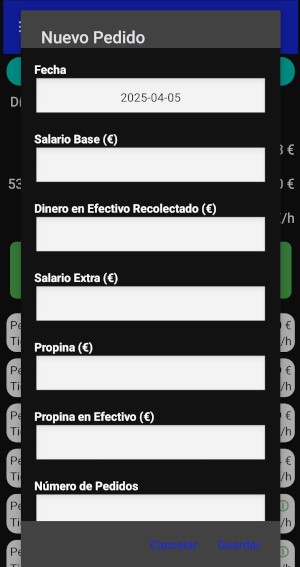 Nuevo Pedido
Fecha
2025-04-05
Salario Base (€)
Dinero en Efectivo Recolectado (€)
Salario Extra (€)
Propina (€)
Propina en Efectivo (€)
Número de Pedidos
Cancelar Guardar